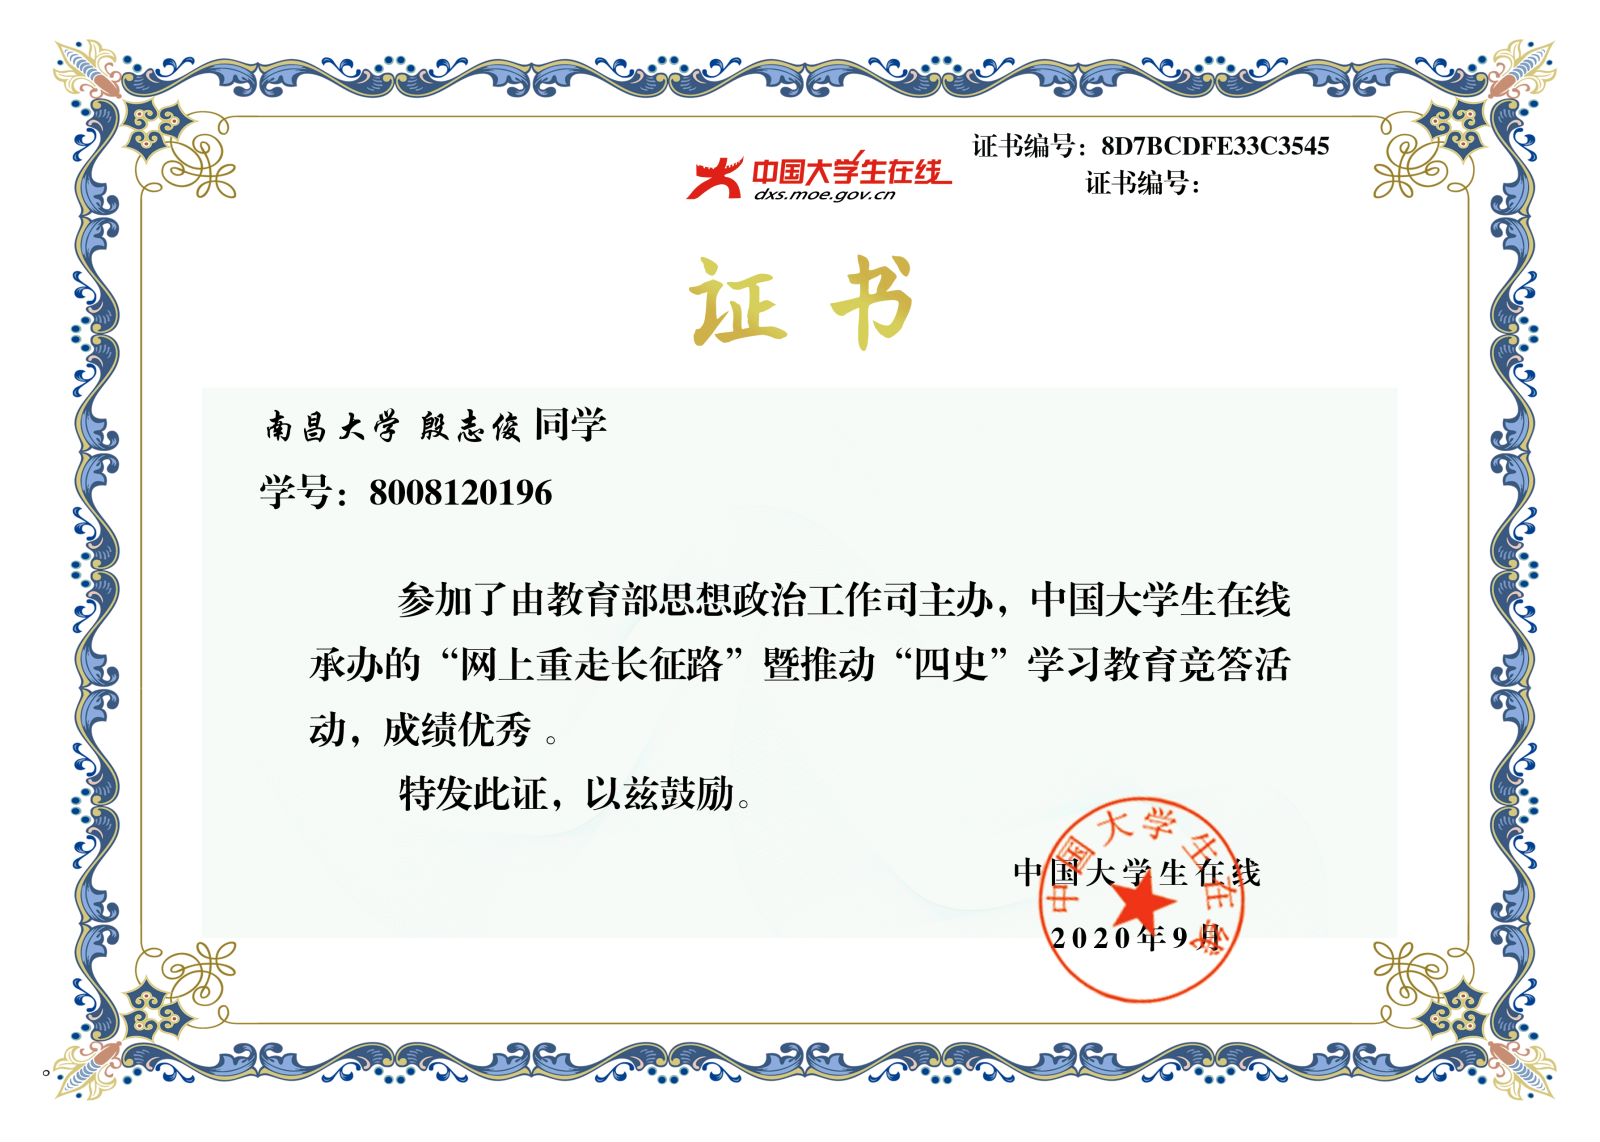 证书编号：8D7BCDFE33C3545
证书编号：
中国大学生在线
dxs.moe.gov.cn
证书
南昌大学 殷志俊 同学
学号：8008120196
参加了由教育部思想政治工作司主办，中国大学生在线
承办的“网上重走长征路”暨推动“四史”学习教育竞答活
动，成绩优秀 。
特发此证，以兹鼓励。
中国大学生在线
2020年9月
中国大学生在线
。